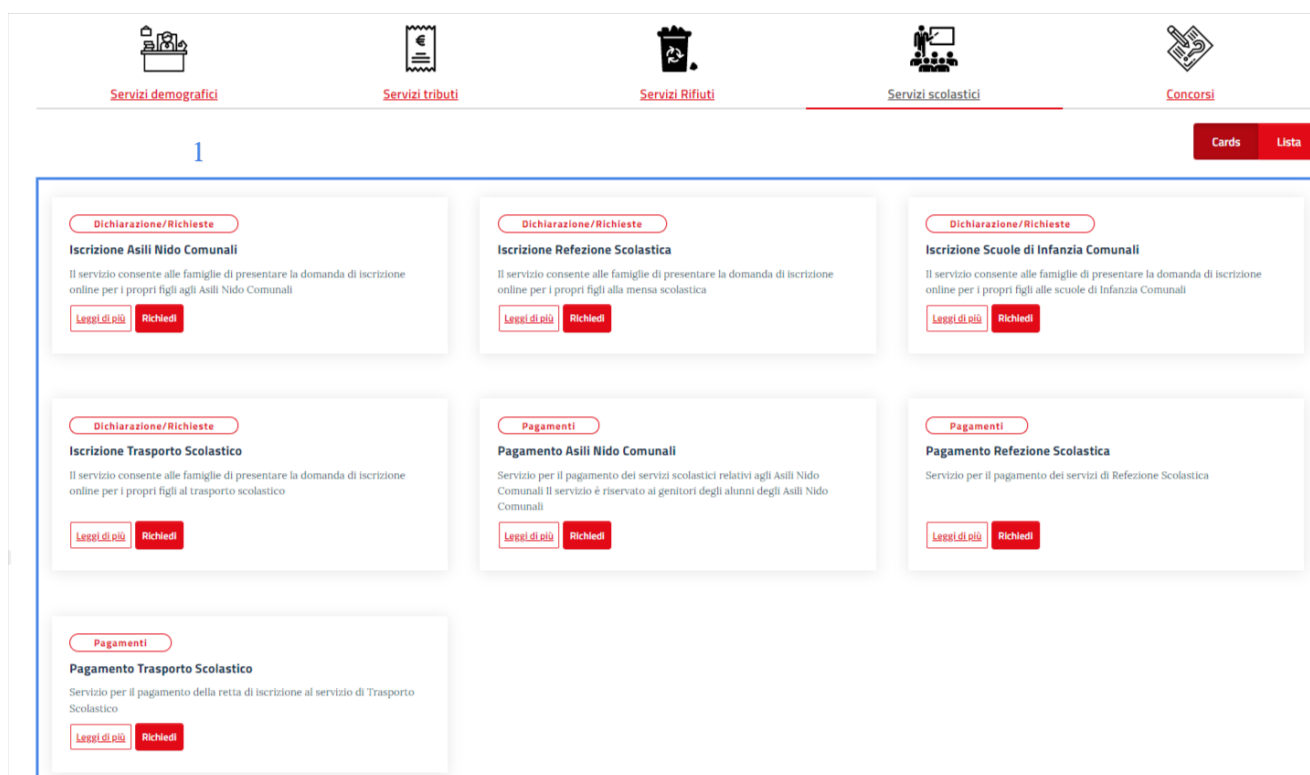 Servizi demografici
Servizi tributi
Servizi Rifiuti
Servizi scolastici
Concorsi
1
Cards
Lista
Dichiarazione/Richieste
Iscrizione Asili Nido Comunali
Il servizio consente alle famiglie di presentare la domanda di iscrizione
online per i propri figli agli Asili Nido Comunali
Leggi di più
Richiedi
Dichiarazione/Richieste
Iscrizione Refezione Scolastica
Il servizio consente alle famiglie di presentare la domanda di iscrizione
online per i propri figli alla mensa scolastica
Leggi di più
Richiedi
Dichiarazione/Richieste
Iscrizione Scuole di Infanzia Comunali
Il servizio consente alle famiglie di presentare la domanda di iscrizione
online per i propri figli alle scuole di Infanzia Comunali
Leggi di più
Richiedi
Dichiarazione/Richieste
Iscrizione Trasporto Scolastico
Il servizio consente alle famiglie di presentare la domanda di iscrizione
online per i propri figli al trasporto scolastico
Leggi di più
Richiedi
Pagamenti
Pagamento Asili Nido Comunali
Servizio per il pagamento dei servizi scolastici relativi agli Asili Nido
Comunali Il servizio è riservato ai genitori degli alunni degli Asili Nido
Comunali
Leggi di più
Richiedi
Pagamenti
Pagamento Refezione Scolastica
Servizio per il pagamento dei servizi di Refezione Scolastica
Leggi di più
Richiedi
Pagamenti
Pagamento Trasporto Scolastico
Servizio per il pagamento della retta di iscrizione al servizio di Trasporto
Scolastico
Leggi di più
Richiedi